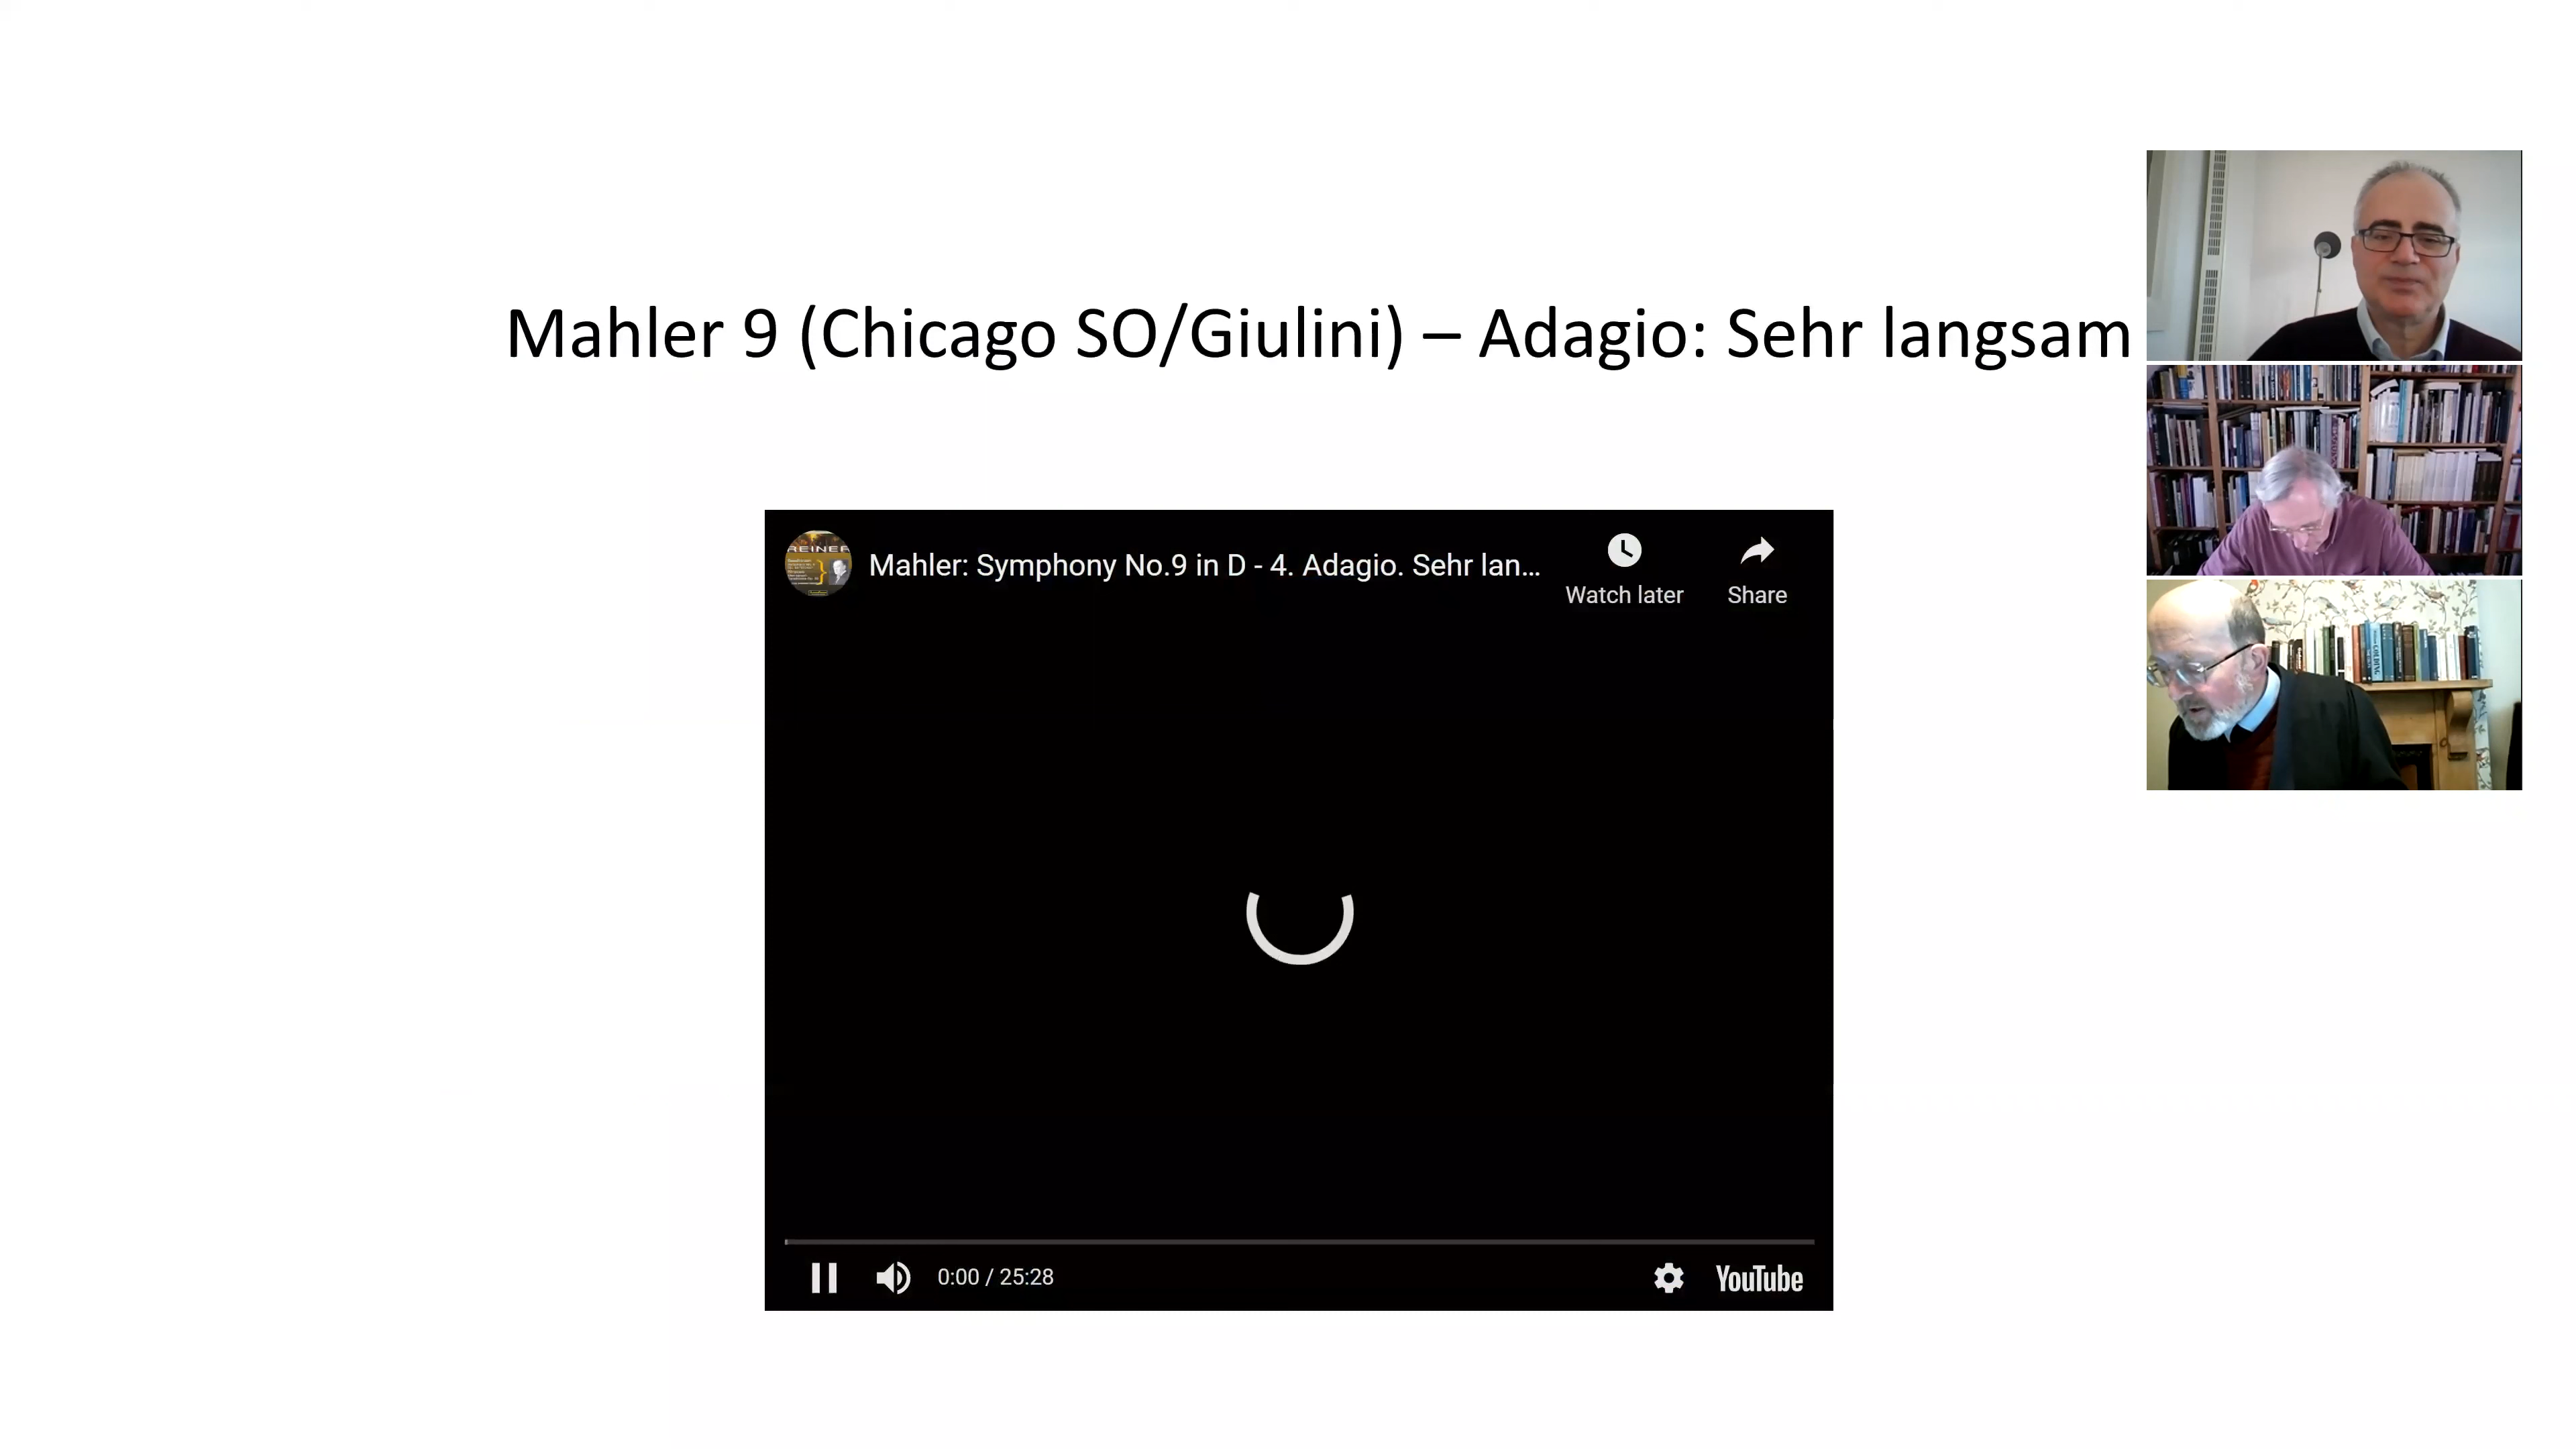 Mahler 9 (Chicago SO/Giulini) – Adagio: Sehr langsam
REINER
Mahler: Symphony No.9 in D - 4. Adagio. Sehr lan...
Watch later
Share
0:00 / 25:28
YouTube